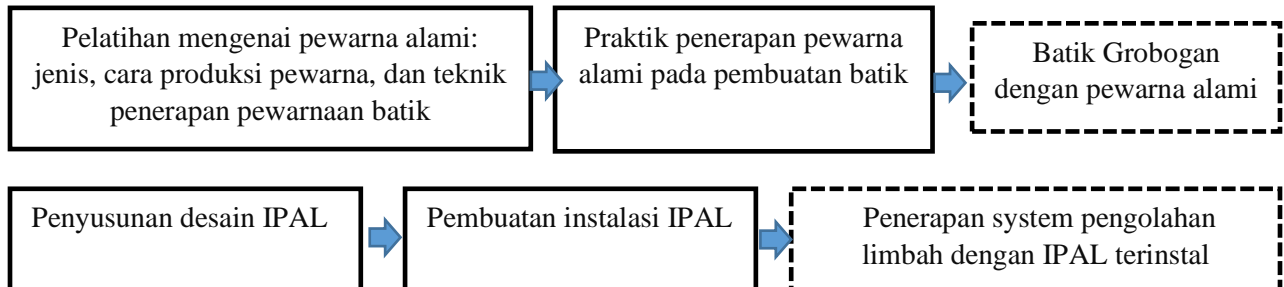 Pelatihan mengenai pewarna alami:
jenis, cara produksi pewarna, dan teknik
penerapan pewarnaan batik
Praktik penerapan pewarna
alami pada pembuatan batik
Batik Grobogan
dengan pewarna alami
Penyusunan desain IPAL
Pembuatan instalasi IPAL
Penerapan system pengolahan
limbah dengan IPAL terinstal